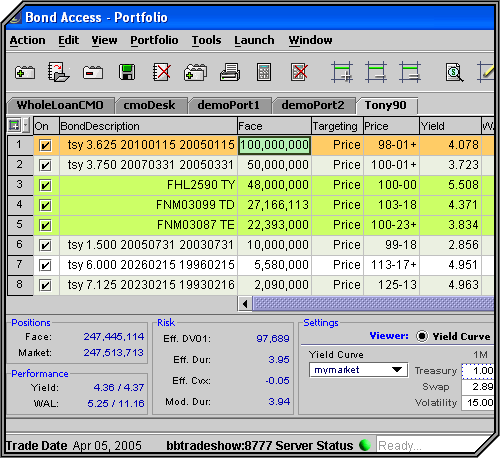 Bond Access - Portfolio
Action Edit View Portfolio Tools Launch Window
WholeLoanCMO cmoDesk demoPort1 demoPort2 Tony90
On BondDescription Face Targeting Price Yield
1 tsy 3.625 20100115 20050115 100,000,000 Price 98-01+ 4.078
2 tsy 3.750 20070331 20050331 50,000,000 Price 100-01+ 3.723
3 FHL2590 TY 48,000,000 Price 100-00 5.508
4 FNM03099 TD 27,166,113 Price 103-18 4.371
5 FNM03087 TE 22,393,000 Price 100-23+ 3.834
6 tsy 1.500 20050731 20030731 10,000,000 Price 99-18 2.856
7 tsy 6.000 20260215 19960215 5,580,000 Price 113-17+ 4.951
8 tsy 7.125 20230215 19930216 2,090,000 Price 125-13 4.963
Positions
Face: 247,445,114
Market: 247,513,713
Performance
Yield: 4.36 / 4.37
WAL: 5.25 / 11.16
Risk
Eff. DV01: 97,689
Eff. Dur: 3.95
Eff. Cvx: -0.05
Mod. Dur: 3.94
Settings
Viewer: Yield Curve
Yield Curve 1M
mymarket Treasury 1.00
Swap 2.89
Volatility 15.00
Trade Date Apr 05, 2005 bbtradeshow:8777 Server Status Ready...